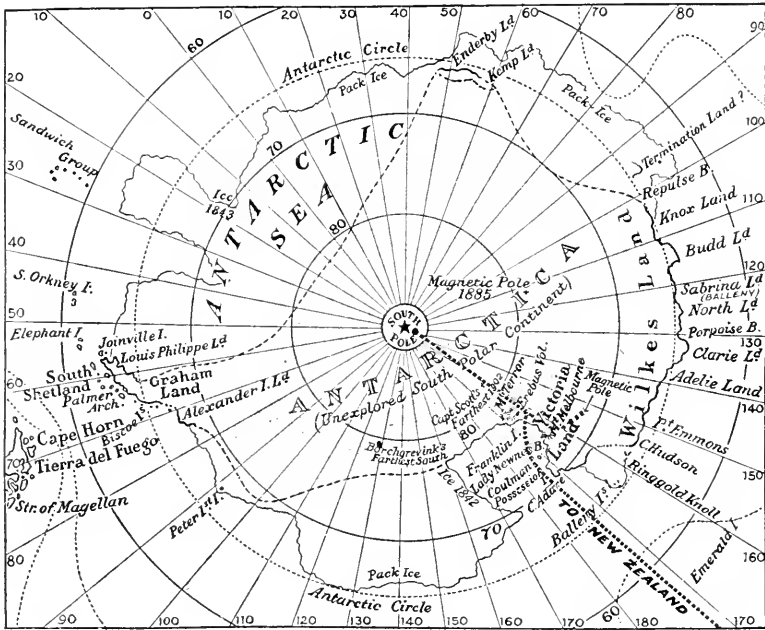 10 0 10 20 30 40 50 60 70 80
60
90
20
Antarctic Circle
Enderby Ld
Kemp Ld
Pack Ice
Pack Ice
Sandwich
Group
70
ANTARCTIC
SEA
Termination Land?
100
30
Ice
1843
80
Repulse B.
Knox Land
110
40
Budd Ld
S. Orkney I:
Magnetic Pole
1885
120
Sabrina Ld
(BALLENY)
North Ld
50
SOUTH
POLE
Porpoise B.
130
Elephant I.
Joinville I.
Louis Philippe Ld
Clarie Ld
South
Shetland
Graham
Land
Adelie Land
60
Palmer
Arch.
Alexander I. Ld
ANTARCTICA
(Unexplored South Polar Continent)
Capt Scott's
Farthest 1902
Mt Terror
Erebus Vol.
Victoria
Land
Mt Melbourne
Magnetic
Pole
Wilkes Land
140
Cape Horn
Biscoe Is
80
Pt Emmons
70
Tierra del Fuego
Borchgrevink's
Farthest South
Franklin I.
Lady Newnes B.
Coulman I.
Possession I.
C. Hudson
150
Str. of Magellan
Ice 1842
C. Adare
Ringgold Knoll
Peter Ist I.
Balleny Is
70
TO NEW ZEALAND
Emerald I.
80
Pack Ice
160
Antarctic Circle
60
90 100 110 120 130 140 150 160 170 180 170